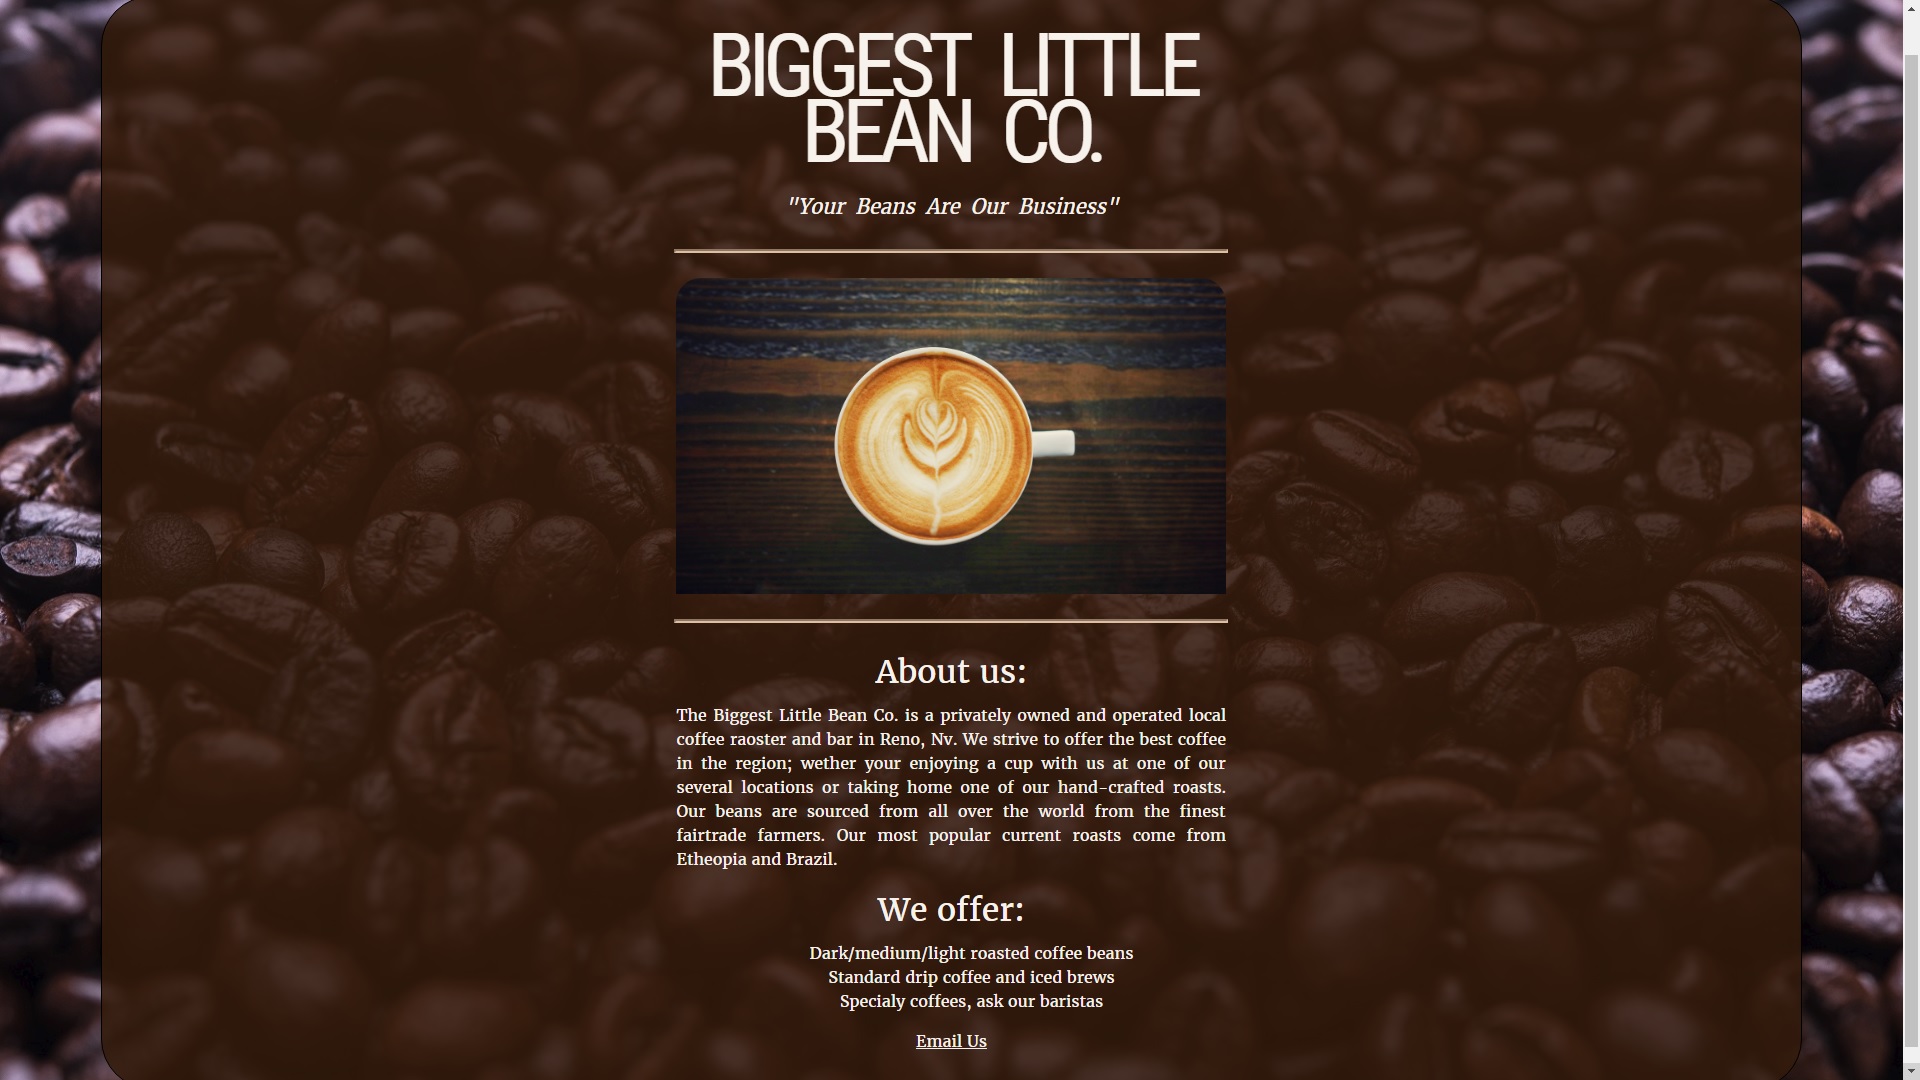 BIGGEST LITTLE
BEAN CO.
"Your Beans Are Our Business"
About us:
The Biggest Little Bean Co. is a privately owned and operated local
coffee raoster and bar in Reno, Nv. We strive to offer the best coffee
in the region; wether your enjoying a cup with us at one of our
several locations or taking home one of our hand-crafted roasts.
Our beans are sourced from all over the world from the finest
fairtrade farmers. Our most popular current roasts come from
Etheopia and Brazil.
We offer:
Dark/medium/light roasted coffee beans
Standard drip coffee and iced brews
Specialy coffees, ask our baristas
Email Us